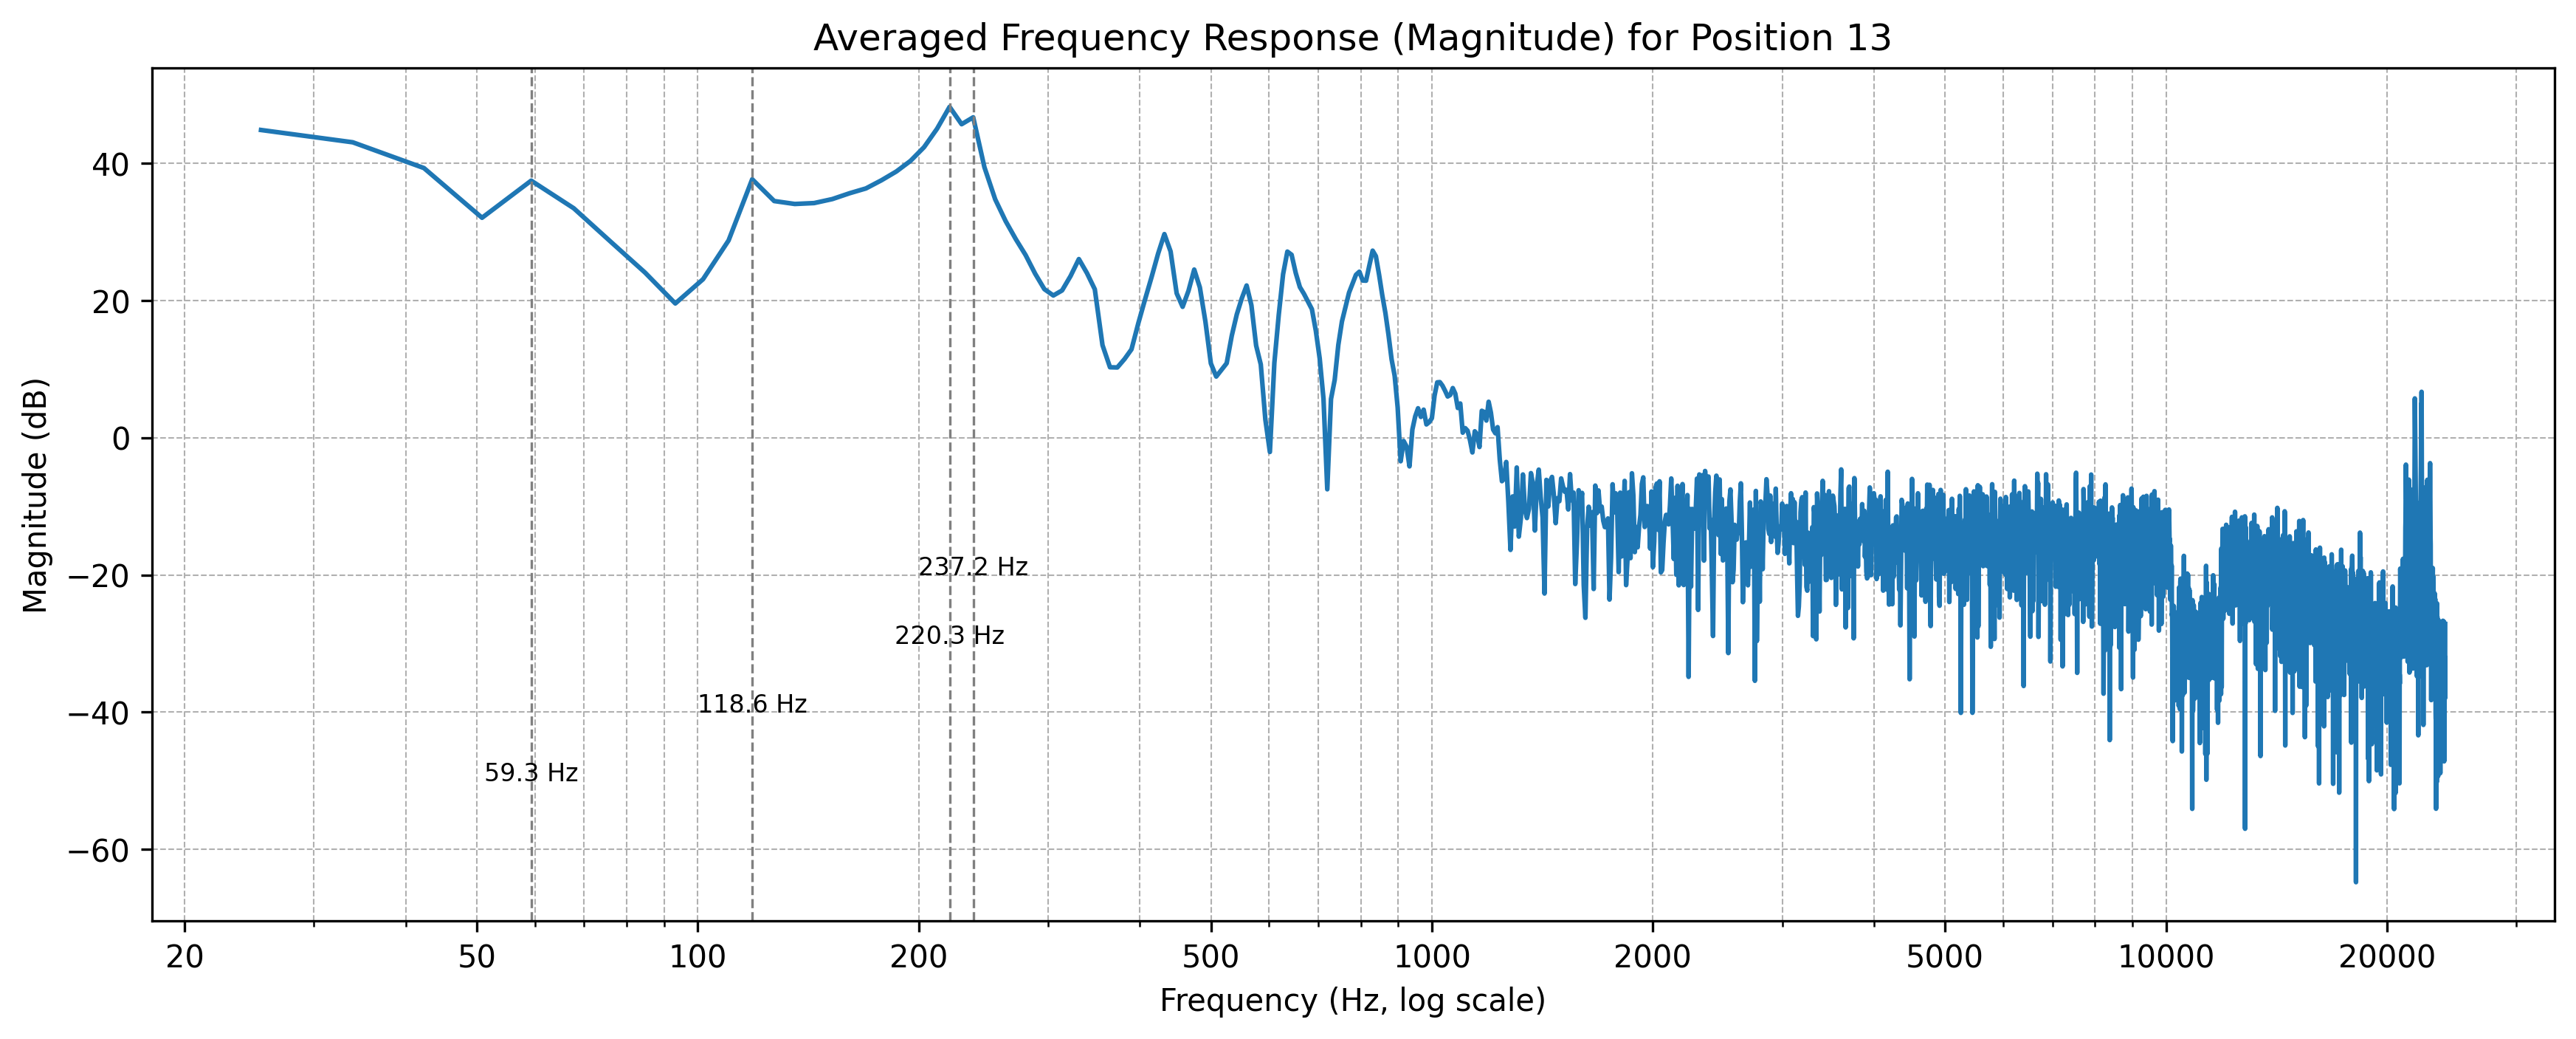 Averaged Frequency Response (Magnitude) for Position 13
Magnitude (dB)
40
20
0
−20
−40
−60
237.2 Hz
220.3 Hz
118.6 Hz
59.3 Hz
20 50 100 200 500 1000 2000 5000 10000 20000
Frequency (Hz, log scale)